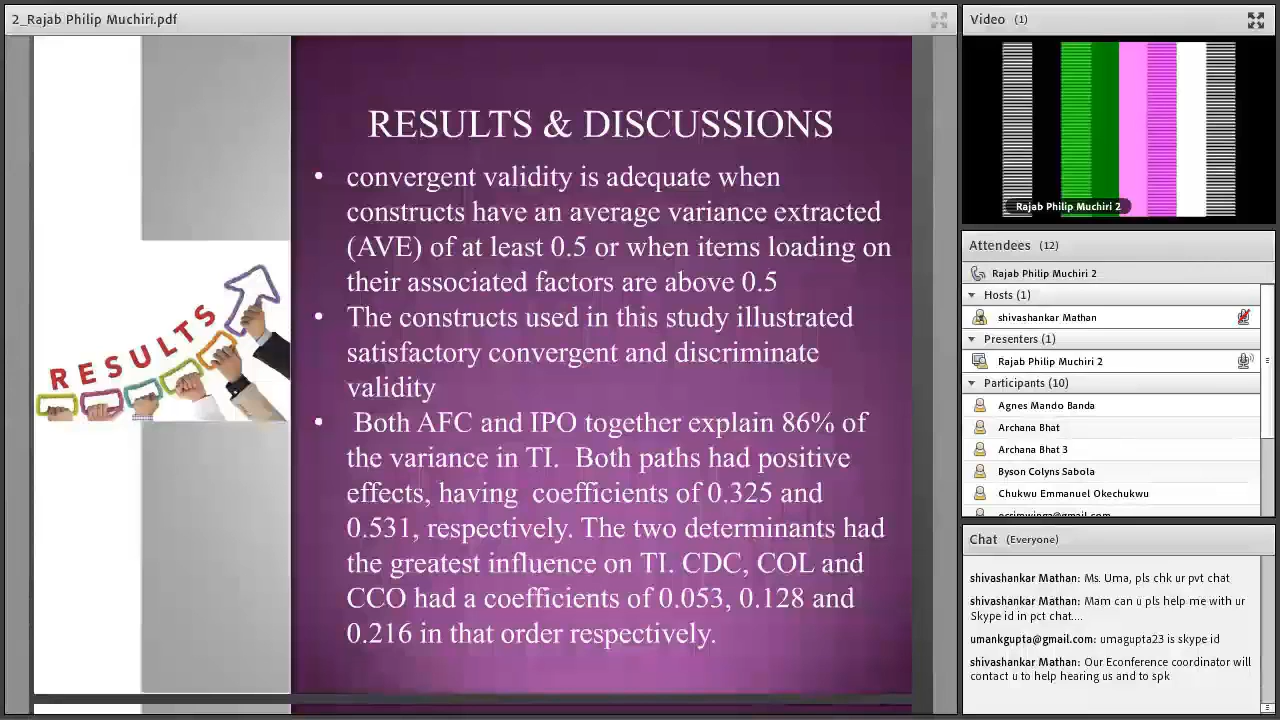 2_Rajab Philip Muchiri.pdf
RESULTS
RESULTS & DISCUSSIONS
• convergent validity is adequate when
constructs have an average variance extracted
(AVE) of at least 0.5 or when items loading on
their associated factors are above 0.5
• The constructs used in this study illustrated
satisfactory convergent and discriminate
validity
• Both AFC and IPO together explain 86% of
the variance in TI. Both paths had positive
effects, having coefficients of 0.325 and
0.531, respectively. The two determinants had
the greatest influence on TI. CDC, COL and
CCO had a coefficients of 0.053, 0.128 and
0.216 in that order respectively.
Video (1)
Rajab Philip Muchiri 2
Attendees (12)
Rajab Philip Muchiri 2
Hosts (1)
shivashankar Mathan
Presenters (1)
Rajab Philip Muchiri 2
Participants (10)
Agnes Mando Banda
Archana Bhat
Archana Bhat 3
Byson Colyns Sabola
Chukwu Emmanuel Okechukwu
Chat (Everyone)
shivashankar Mathan: Ms. Uma, pls chk ur pvt chat
shivashankar Mathan: Mam can u pls help me with ur
Skype id in pct chat....
umankgupta@gmail.com: umagupta23 is skype id
shivashankar Mathan: Our Econference coordinator will
contact u to help hearing us and to spk